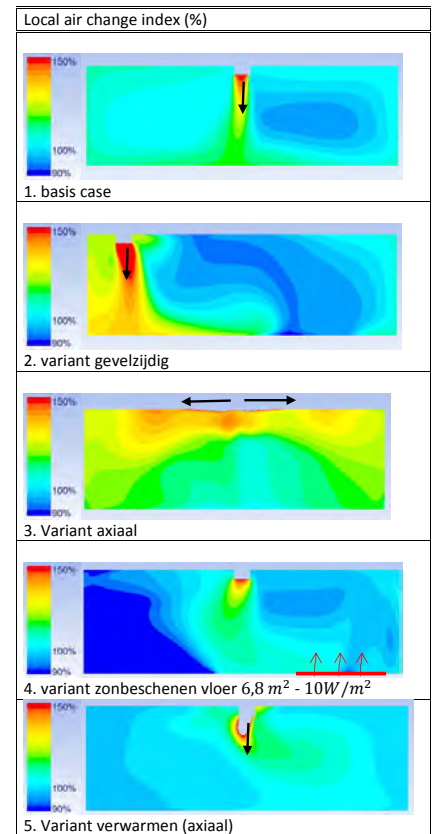 Local air change index (%)
150%
100%
90%
1. basis case
150%
100%
90%
2. variant gevelzijdig
150%
100%
90%
3. Variant axiaal
150%
100%
90%
4. variant zonbeschenen vloer 6,8 m² - 10W/m²
150%
100%
90%
5. Variant verwarmen (axiaal)